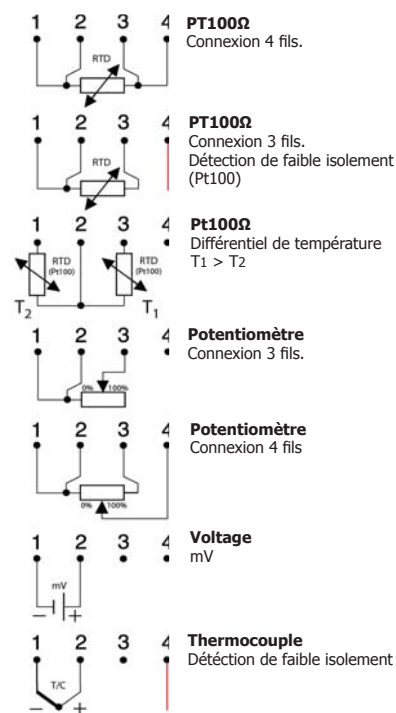 1 2 3 4
RTD
PT100Ω
Connexion 4 fils.
1 2 3 4
RTD
PT100Ω
Connexion 3 fils.
Détection de faible isolement
(Pt100)
1 2 3 4
RTD
(Pt100)
RTD
(Pt100)
T2
T1
Pt100Ω
Différentiel de température
T1 > T2
1 2 3 4
0% 100%
Potentiomètre
Connexion 3 fils.
1 2 3 4
0% 100%
Potentiomètre
Connexion 4 fils
1 2 3 4
mV
– +
Voltage
mV
1 2 3 4
T/C
– +
Thermocouple
Détéction de faible isolement